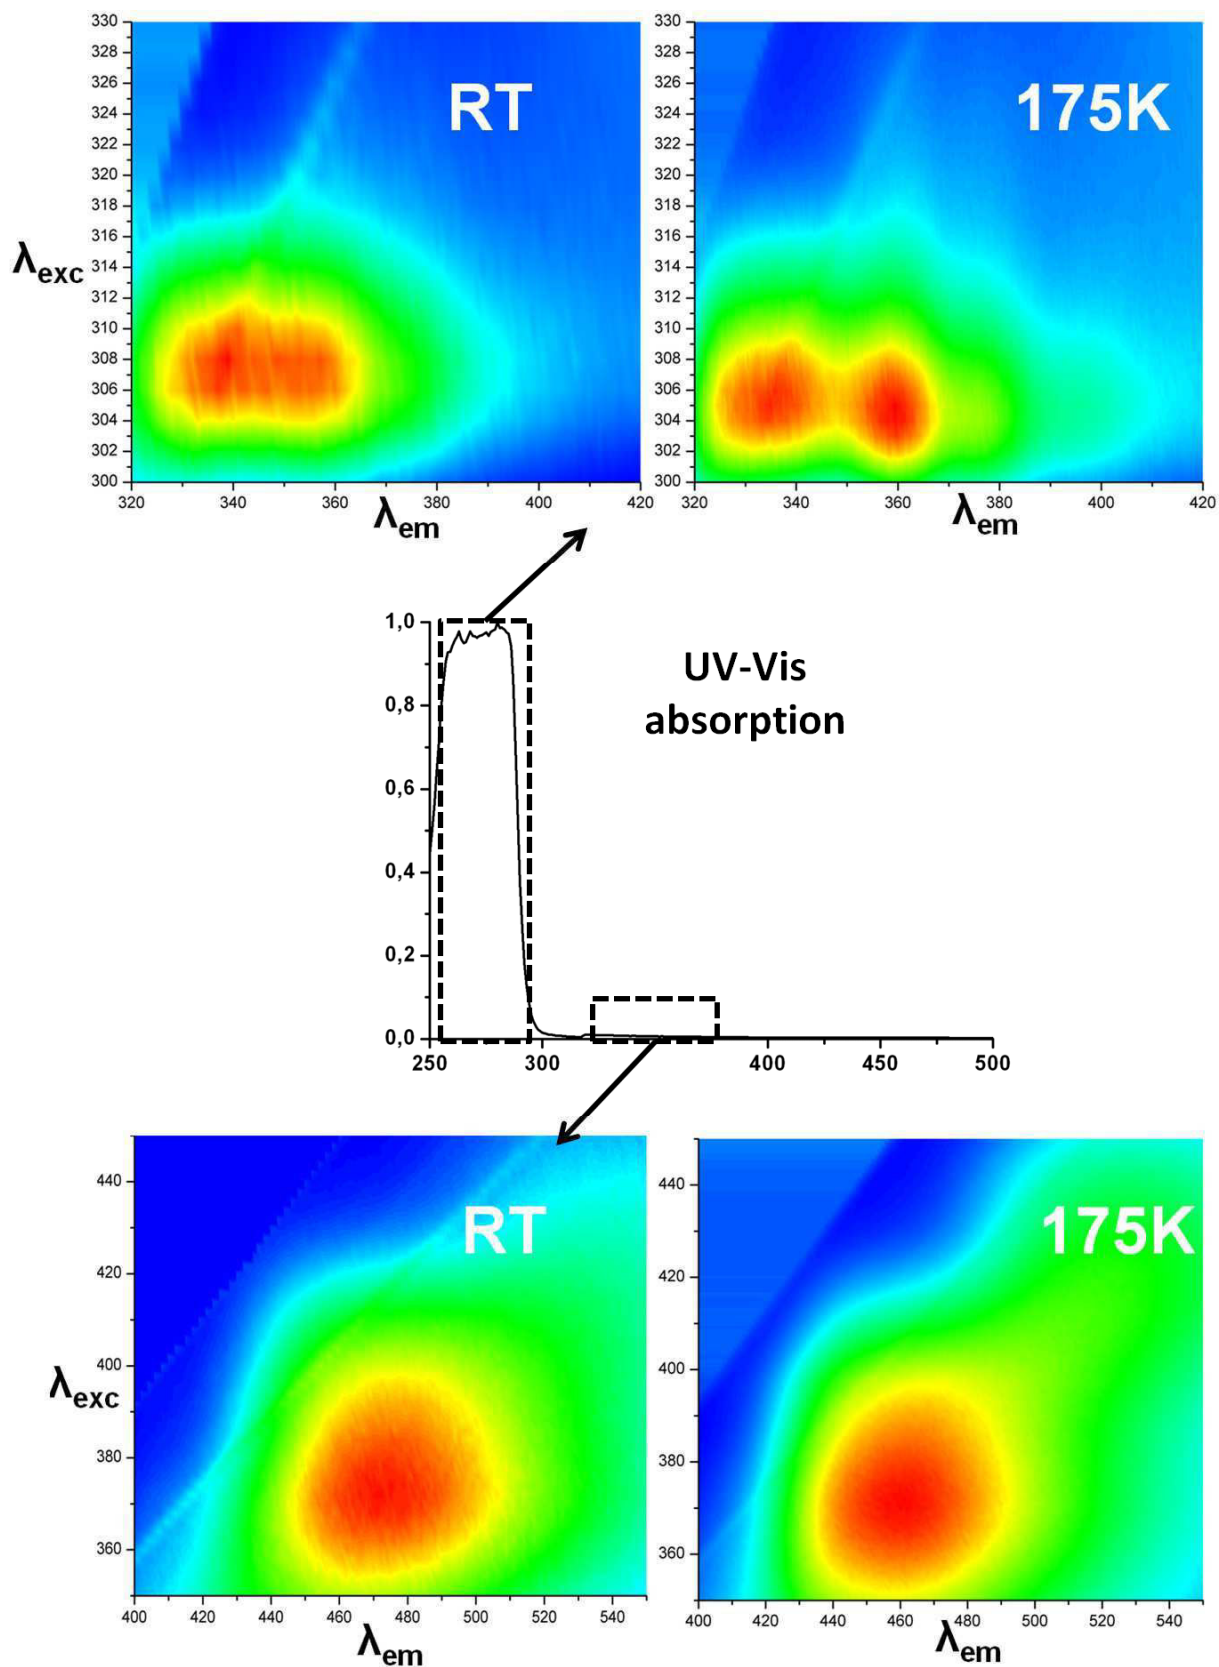 330
328
326
324
322
320
318
316
314
312
310
308
306
304
302
300
RT
λexc
320 340 360 380 400 420
λem
330
328
326
324
322
320
318
316
314
312
310
308
306
304
302
300
175K
320 340 360 380 400 420
λem
1,0
0,8
0,6
0,4
0,2
0,0
UV-Vis
absorption
250 300 400 450 500
440
420
400
380
360
RT
λexc
400 420 440 460 480 500 520 540
λem
440
420
400
380
360
175K
400 420 440 460 480 500 520 540
λem